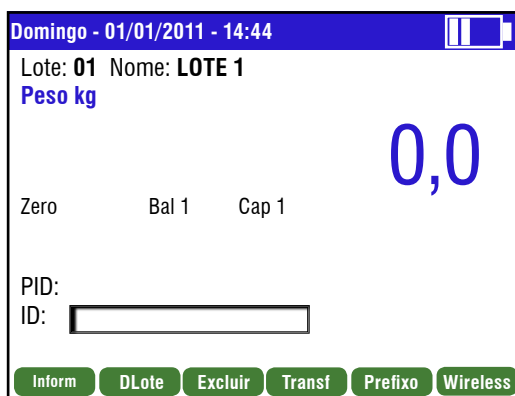 Domingo - 01/01/2011 - 14:44
Lote: 01 Nome: LOTE 1
Peso kg
0,0
Zero Bal 1 Cap 1
PID:
ID:
Inform DLote Excluir Transf Prefixo Wireless